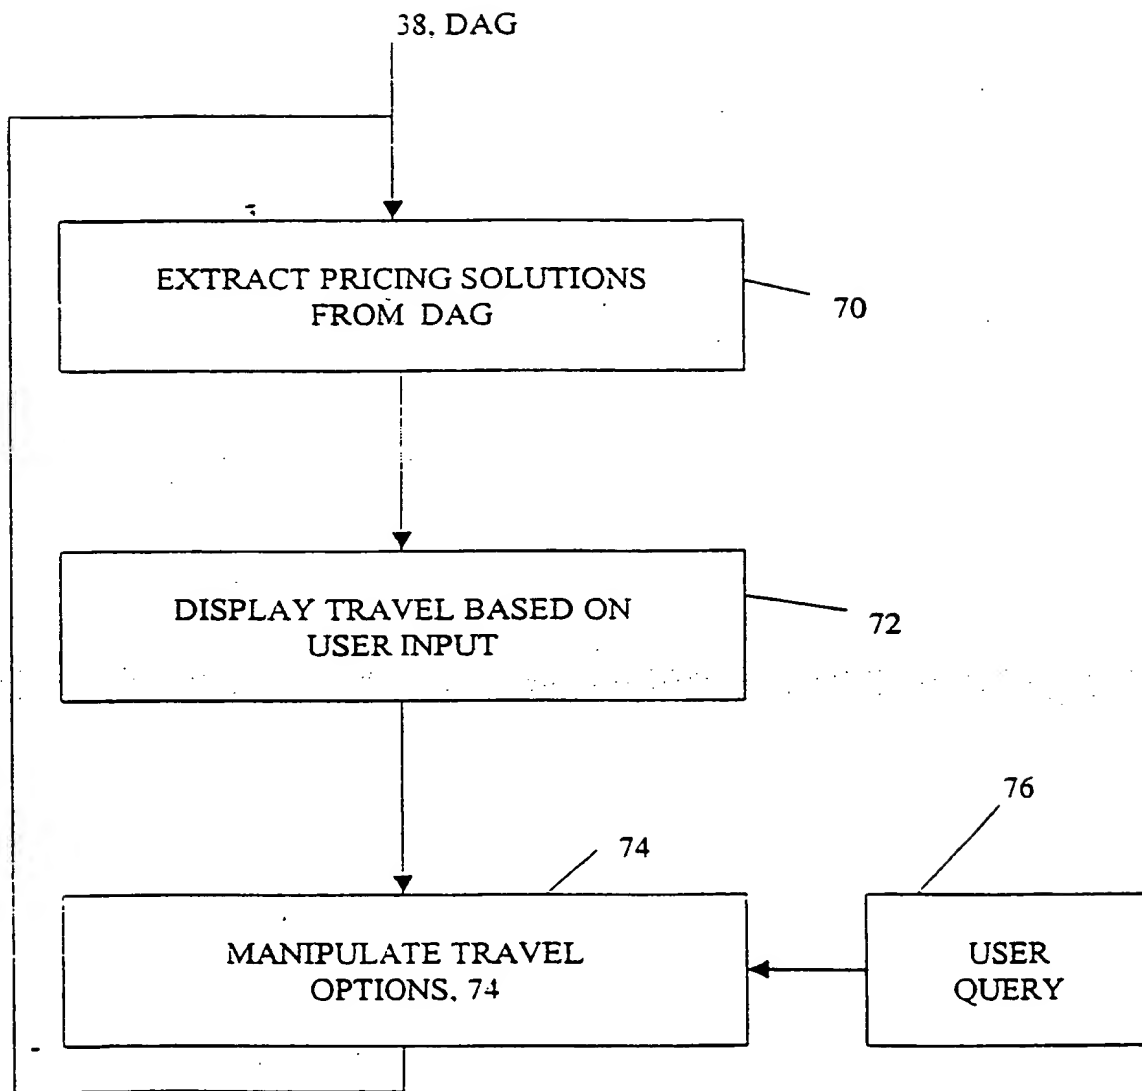 38, DAG
EXTRACT PRICING SOLUTIONS
FROM DAG
70
DISPLAY TRAVEL BASED ON
USER INPUT
72
76
74
MANIPULATE TRAVEL
OPTIONS, 74
USER
QUERY